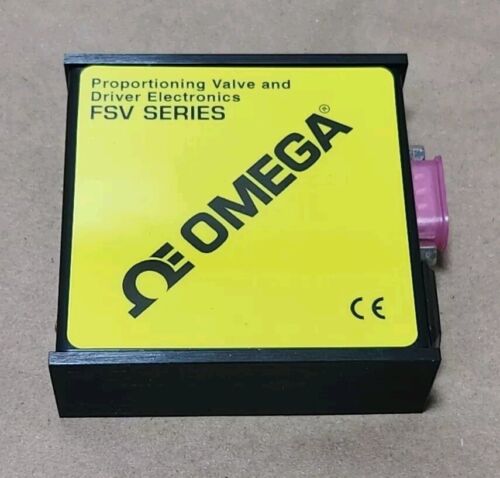 Proportioning Valve and
Driver Electronics
FSV SERIES
ΩE OMEGA®
CE